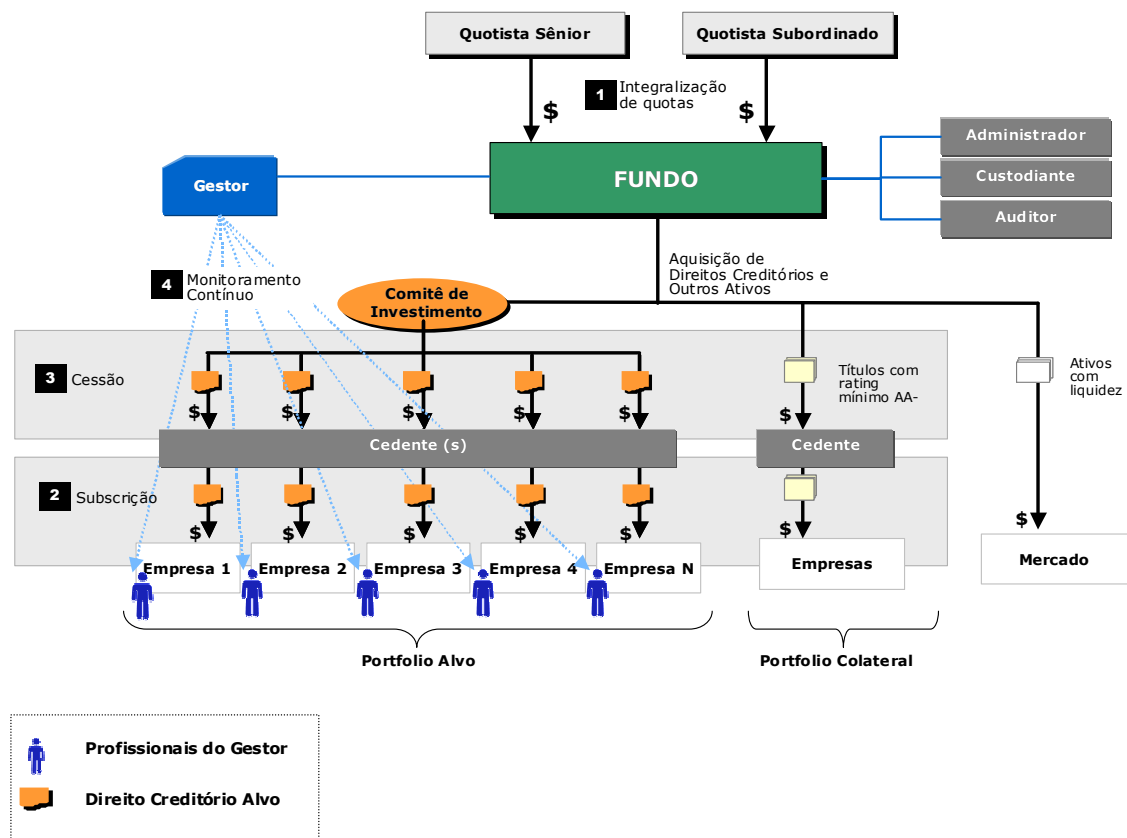 Quotista Sênior
Quotista Subordinado
1
Integralização
de quotas
$
$
Administrador
Custodiante
Auditor
FUNDO
Gestor
Aquisição de
Direitos Creditórios e
Outros Ativos
4
Monitoramento
Contínuo
Comitê de
Investimento
3
Cessão
Títulos com
rating
mínimo AA-
Ativos
com
liquidez
$
$
$
$
$
$
Cedente (s)
Cedente
2
Subscrição
$
$
$
$
$
$
$
Empresa 1
Empresa 2
Empresa 3
Empresa 4
Empresa N
Empresas
Mercado
Portfolio Alvo
Portfolio Colateral
Profissionais do Gestor
Direito Creditório Alvo